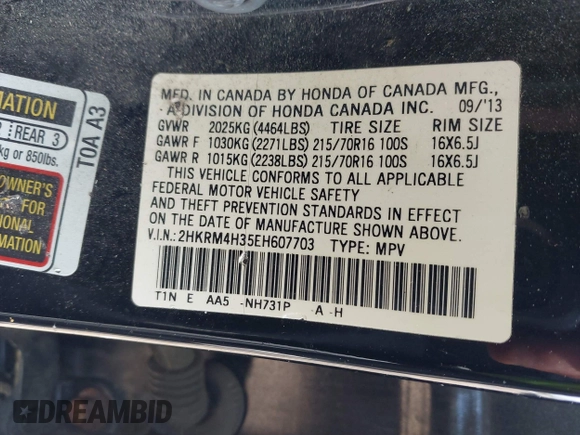 MFD. IN CANADA BY HONDA OF CANADA MFG.,
A DIVISION OF HONDA CANADA INC. 09/'13
GVWR 2025KG (4464LBS) TIRE SIZE RIM SIZE
GAWR F 1030KG (2271LBS) 215/70R16 100S 16X6.5J
GAWR R 1015KG (2238LBS) 215/70R16 100S 16X6.5J
THIS VEHICLE CONFORMS TO ALL APPLICABLE
FEDERAL MOTOR VEHICLE SAFETY
AND THEFT PREVENTION STANDARDS IN EFFECT
ON THE DATE OF MANUFACTURE SHOWN ABOVE.
V.I.N.: 2HKRM4H35EH607703 TYPE: MPV
T1N E AA5 -NH731P A -H
MATION
REAR 3
kg or 850lbs.
T0A A3
OWNER'S
FOR
IONAL
RMATION
DREAMBID